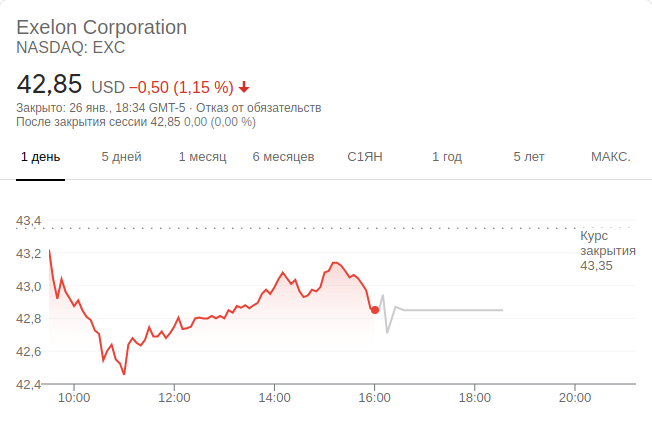 Exelon Corporation
NASDAQ: EXC
42,85 USD −0,50 (1,15 %)
Закрыто: 26 янв., 18:34 GMT-5 · Отказ от обязательств
После закрытия сессии 42,85 0,00 (0,00 %)
1 день 5 дней 1 месяц 6 месяцев С1ЯН 1 год 5 лет МАКС.
43,4
Курс
закрытия
43,35
43,2
43,0
42,8
42,6
42,4
10:00 12:00 14:00 16:00 18:00 20:00